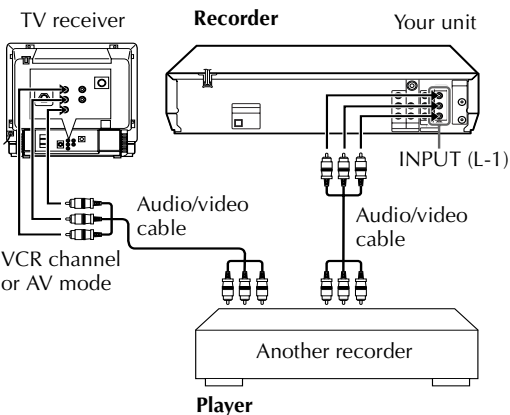 TV receiver
Recorder
Your unit
INPUT (L-1)
Audio/video
cable
Audio/video
cable
VCR channel
or AV mode
Another recorder
Player